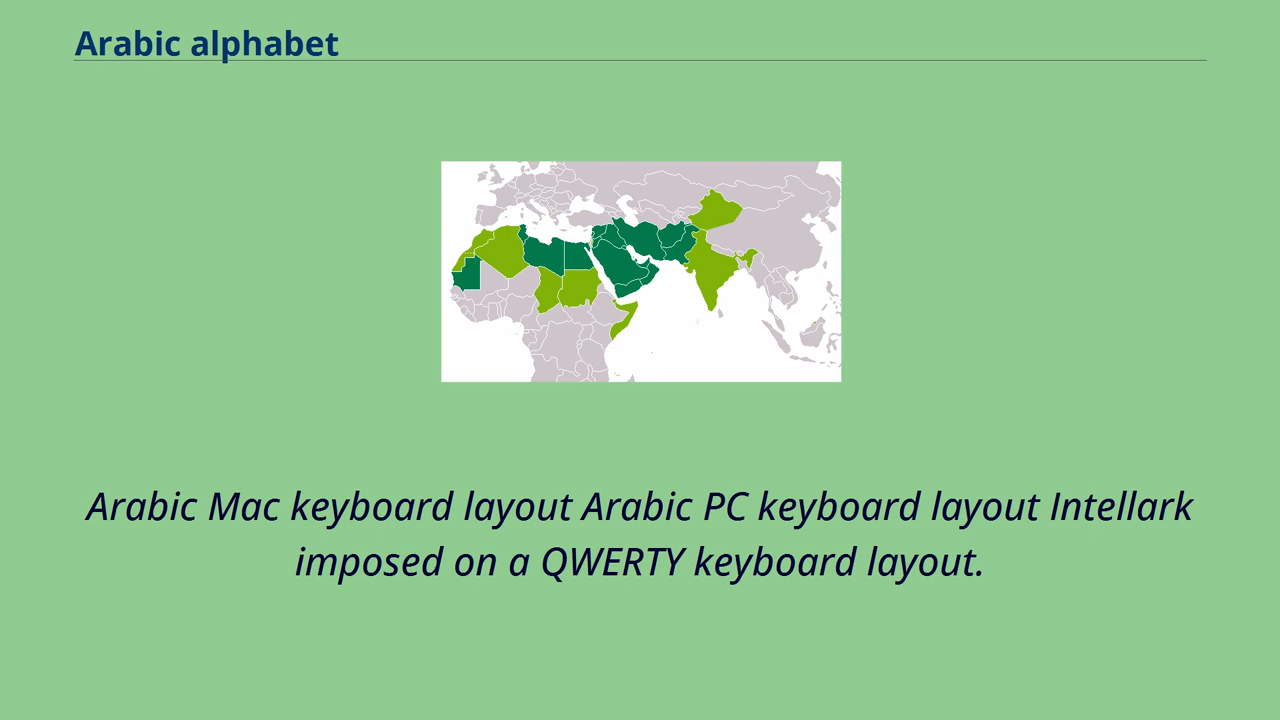 Arabic alphabet
Arabic Mac keyboard layout Arabic PC keyboard layout Intellark
imposed on a QWERTY keyboard layout.